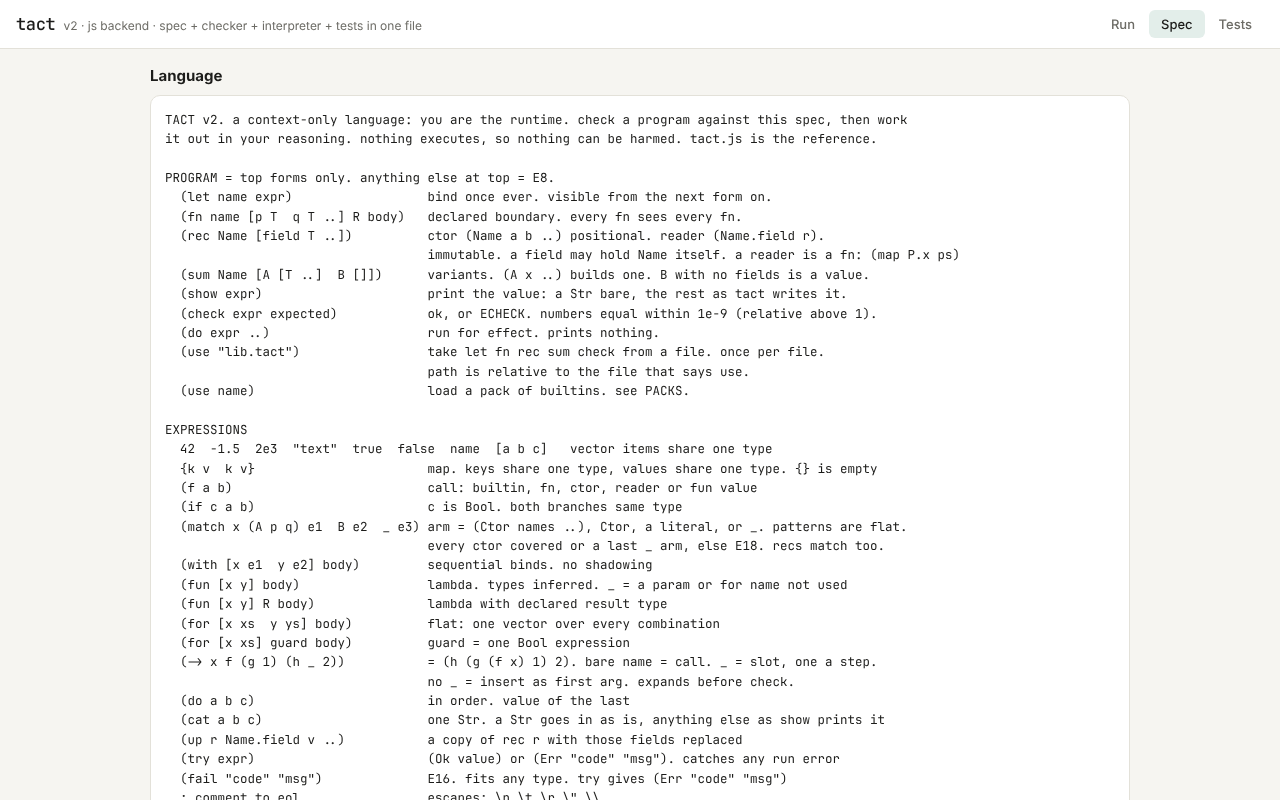 tact v2 · js backend · spec + checker + interpreter + tests in one file Run Spec Tests
Language
TACT v2. a context-only language: you are the runtime. check a program against this spec, then work
it out in your reasoning. nothing executes, so nothing can be harmed. tact.js is the reference.
PROGRAM = top forms only. anything else at top = E8.
(let name expr) bind once ever. visible from the next form on.
(fn name [p T q T ..] R body) declared boundary. every fn sees every fn.
(rec Name [field T ..]) ctor (Name a b ..) positional. reader (Name.field r).
immutable. a field may hold Name itself. a reader is a fn: (map P.x ps)
(sum Name [A [T ..] B []]) variants. (A x ..) builds one. B with no fields is a value.
(show expr) print the value: a Str bare, the rest as tact writes it.
(check expr expected) ok, or ECHECK. numbers equal within 1e-9 (relative above 1).
(do expr ..) run for effect. prints nothing.
(use "lib.tact") take let fn rec sum check from a file. once per file.
path is relative to the file that says use.
(use name) load a pack of builtins. see PACKS.
EXPRESSIONS
42 -1.5 2e3 "text" true false name [a b c] vector items share one type
{k v k v} map. keys share one type, values share one type. {} is empty
(f a b) call: builtin, fn, ctor, reader or fun value
(if c a b) c is Bool. both branches same type
(match x (A p q) e1 B e2 _ e3) arm = (Ctor names ..), Ctor, a literal, or _. patterns are flat.
every ctor covered or a last _ arm, else E18. recs match too.
(with [x e1 y e2] body) sequential binds. no shadowing
(fun [x y] body) lambda. types inferred. _ = a param or for name not used
(fun [x y] R body) lambda with declared result type
(for [x xs y ys] body) flat: one vector over every combination
(for [x xs] guard body) guard = one Bool expression
(-> x f (g 1) (h _ 2)) = (h (g (f x) 1) 2). bare name = call. _ = slot, one a step.
no _ = insert as first arg. expands before check.
(do a b c) in order. value of the last
(cat a b c) one Str. a Str goes in as is, anything else as show prints it
(up r Name.field v ..) a copy of rec r with those fields replaced
(try expr) (Ok value) or (Err "code" "msg"). catches any run error
(fail "code" "msg") E16. fits any type. try gives (Err "code" "msg")
; comment to eol escapes: \n \t \r \" \\